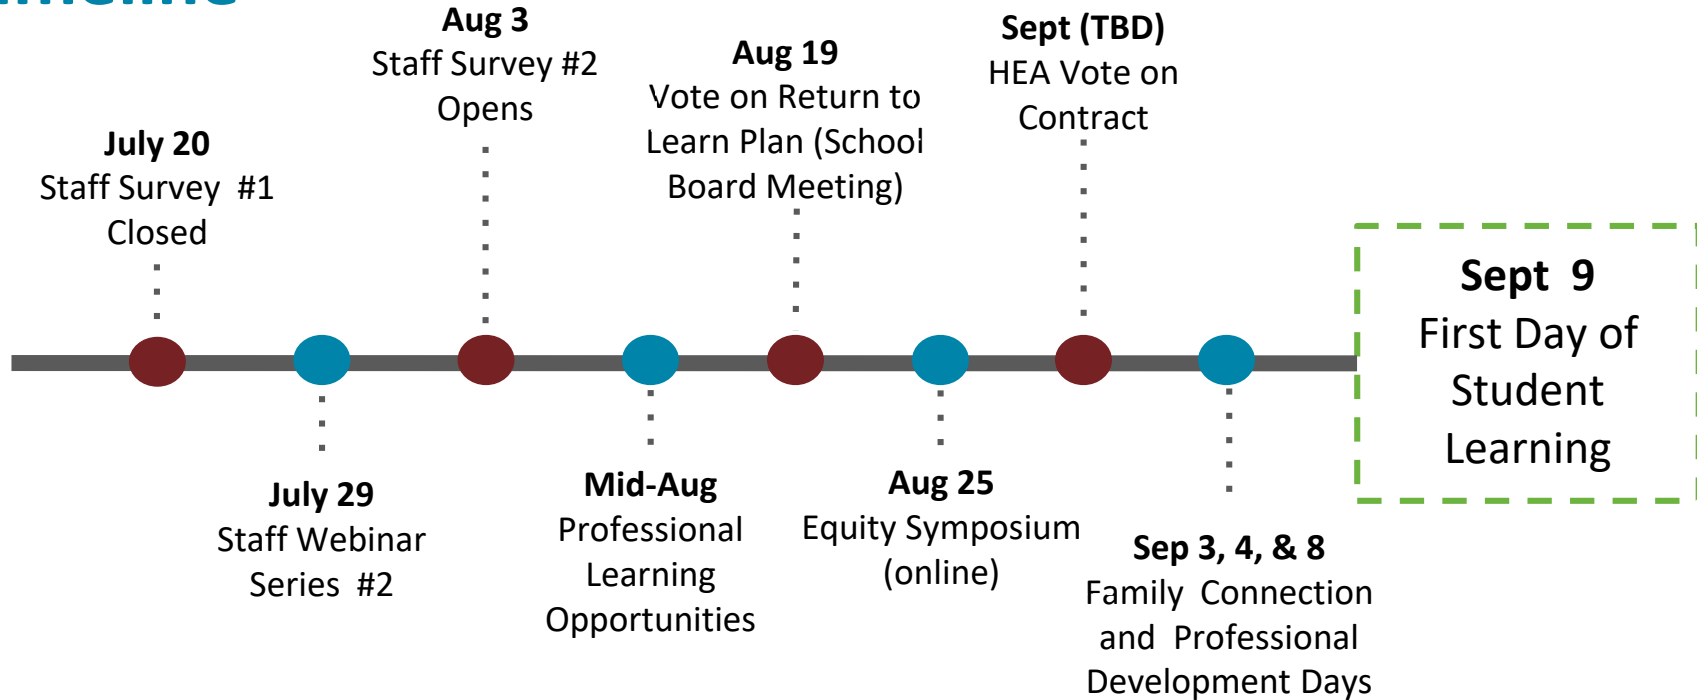 Aug 3
Staff Survey #2
Opens
Aug 19
Vote on Return to
Learn Plan (School
Board Meeting)
Sept (TBD)
HEA Vote on
Contract
July 20
Staff Survey #1
Closed
Sept 9
First Day of
Student
Learning
July 29
Staff Webinar
Series #2
Mid-Aug
Professional
Learning
Opportunities
Aug 25
Equity Symposium
(online)
Sep 3, 4, & 8
Family Connection
and Professional
Development Days